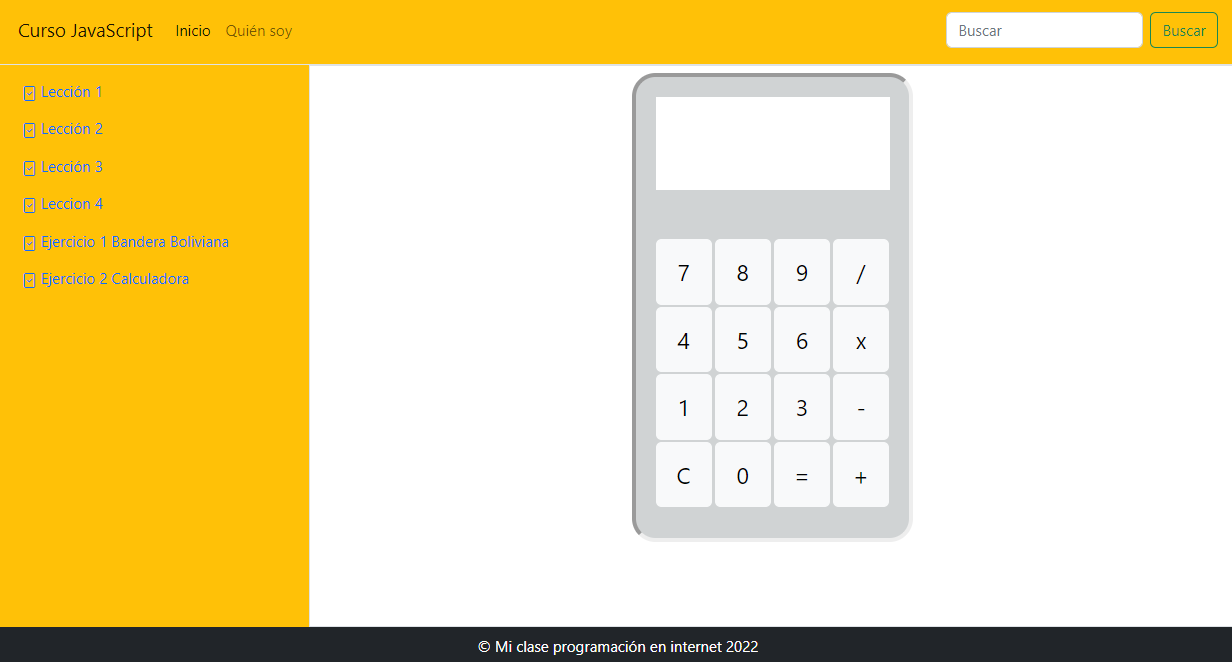 Curso JavaScript Inicio Quién soy Buscar Buscar
Lección 1
Lección 2
Lección 3
Leccion 4
Ejercicio 1 Bandera Boliviana
Ejercicio 2 Calculadora
7 8 9 /
4 5 6 x
1 2 3 -
C 0 = +
© Mi clase programación en internet 2022